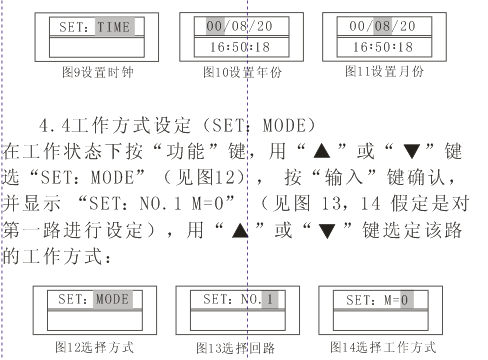 SET: TIME
00/08/20
16:50:18
00/08/20
16:50:18
图9设置时钟
图10设置年份
图11设置月份
4.4工作方式设定（SET: MODE）
在工作状态下按“功能”键，用“▲”或“▼”键
选“SET: MODE”（见图12），按“输入”键确认，
并显示 “SET: NO.1 M=0” （见图 13, 14 假定是对
第一路进行设定），用“▲”或“▼”键选定该路
的工作方式：
SET: MODE
SET: NO.1
SET: M=0
图12选择方式
图13选择回路
图14选择工作方式